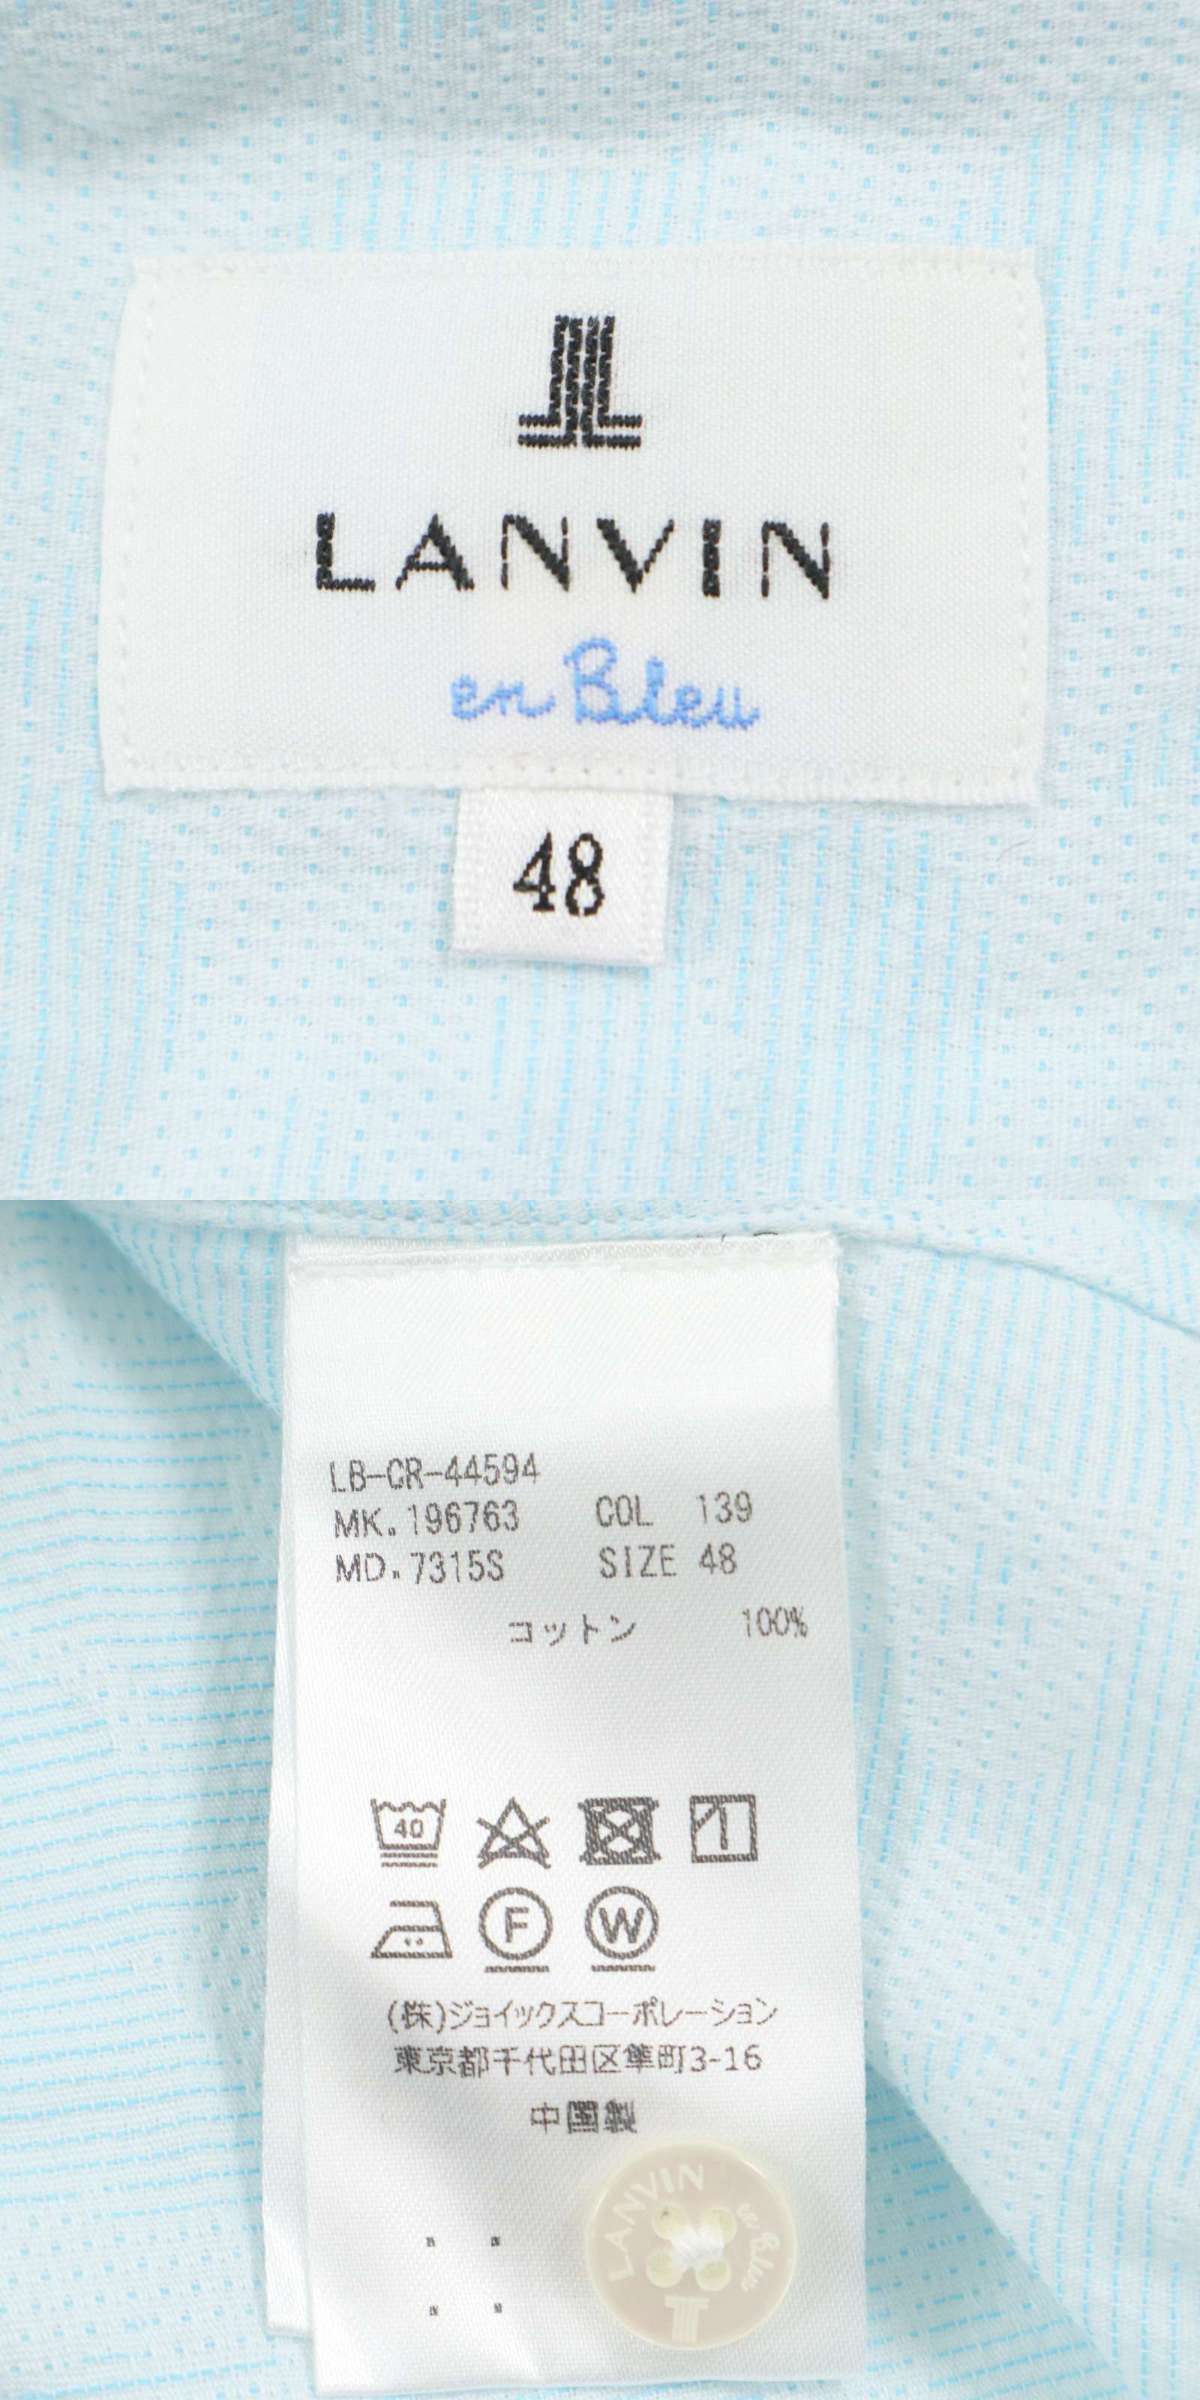 LANVIN
en Bleu
48
LB-CR-44594
MK.196763 COL 139
MD.7315S SIZE 48
コットン 100%
40
F W
(株)ジョイックスコーポレーション
東京都千代田区隼町3-16
中国製
LANVIN
en Bleu